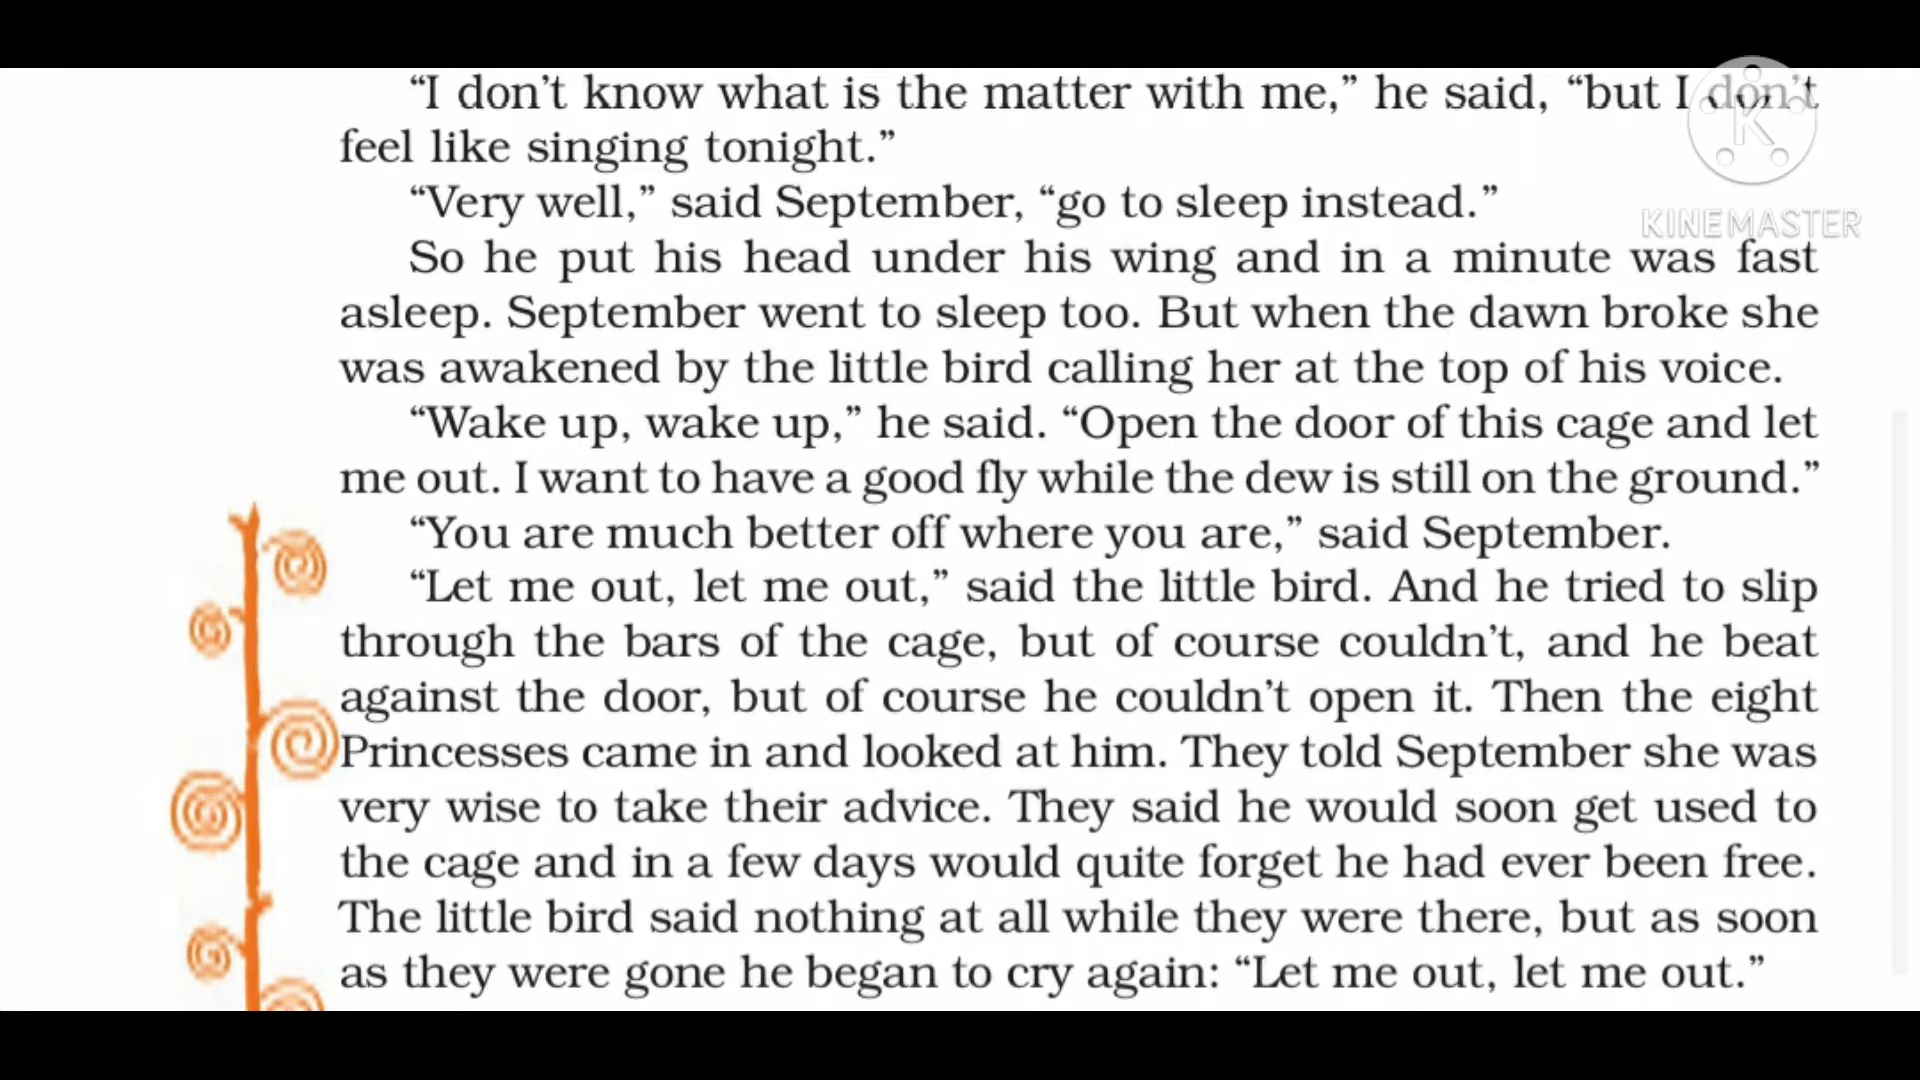 “I don’t know what is the matter with me,” he said, “but I don’t
feel like singing tonight.”
“Very well,” said September, “go to sleep instead.”
KINEMASTER
So he put his head under his wing and in a minute was fast
asleep. September went to sleep too. But when the dawn broke she
was awakened by the little bird calling her at the top of his voice.
“Wake up, wake up,” he said. “Open the door of this cage and let
me out. I want to have a good fly while the dew is still on the ground.”
“You are much better off where you are,” said September.
“Let me out, let me out,” said the little bird. And he tried to slip
through the bars of the cage, but of course couldn’t, and he beat
against the door, but of course he couldn’t open it. Then the eight
Princesses came in and looked at him. They told September she was
very wise to take their advice. They said he would soon get used to
the cage and in a few days would quite forget he had ever been free.
The little bird said nothing at all while they were there, but as soon
as they were gone he began to cry again: “Let me out, let me out.”